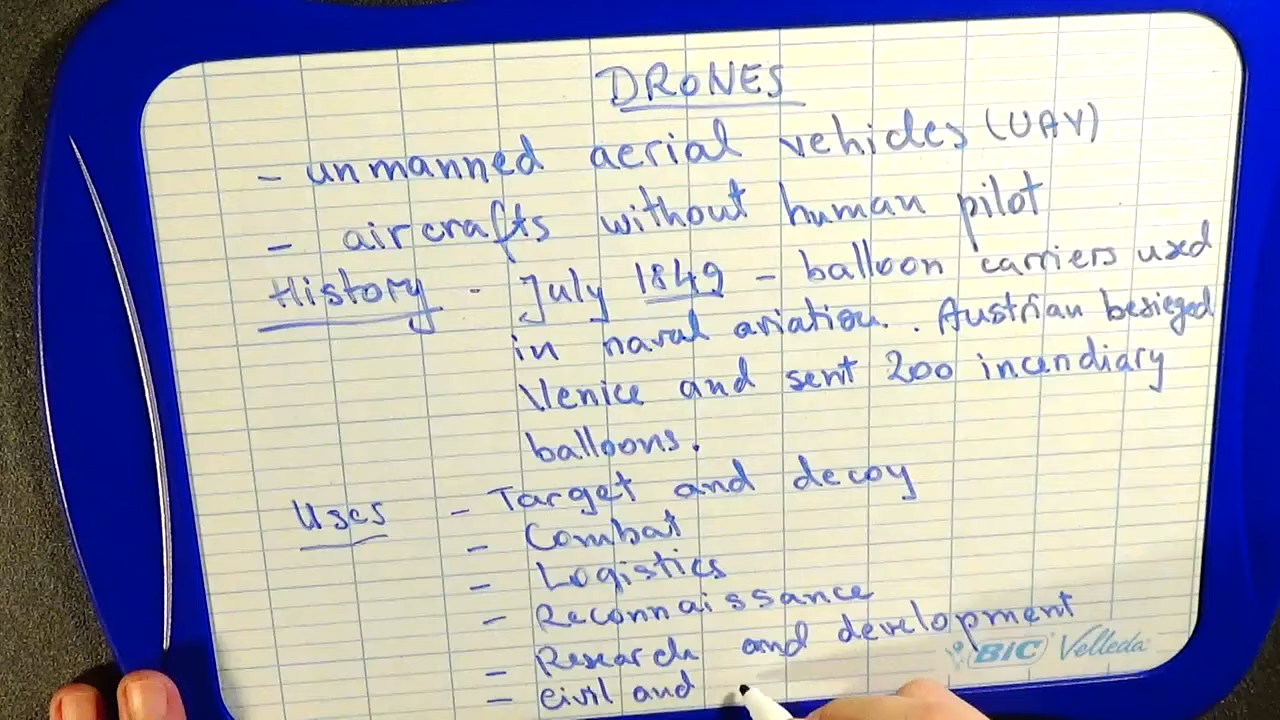 DRONES
- unmanned aerial vehicles (UAV)
- aircrafts without human pilot
History - July 1849 - balloon carriers used
in naval aviation. . Austrian besieged
Venice and sent 200 incendiary
balloons.
Uses - Target and decoy
- Combat
- Logistics
- Reconnaissance
- Research and development
- Civil and
BIC Velleda